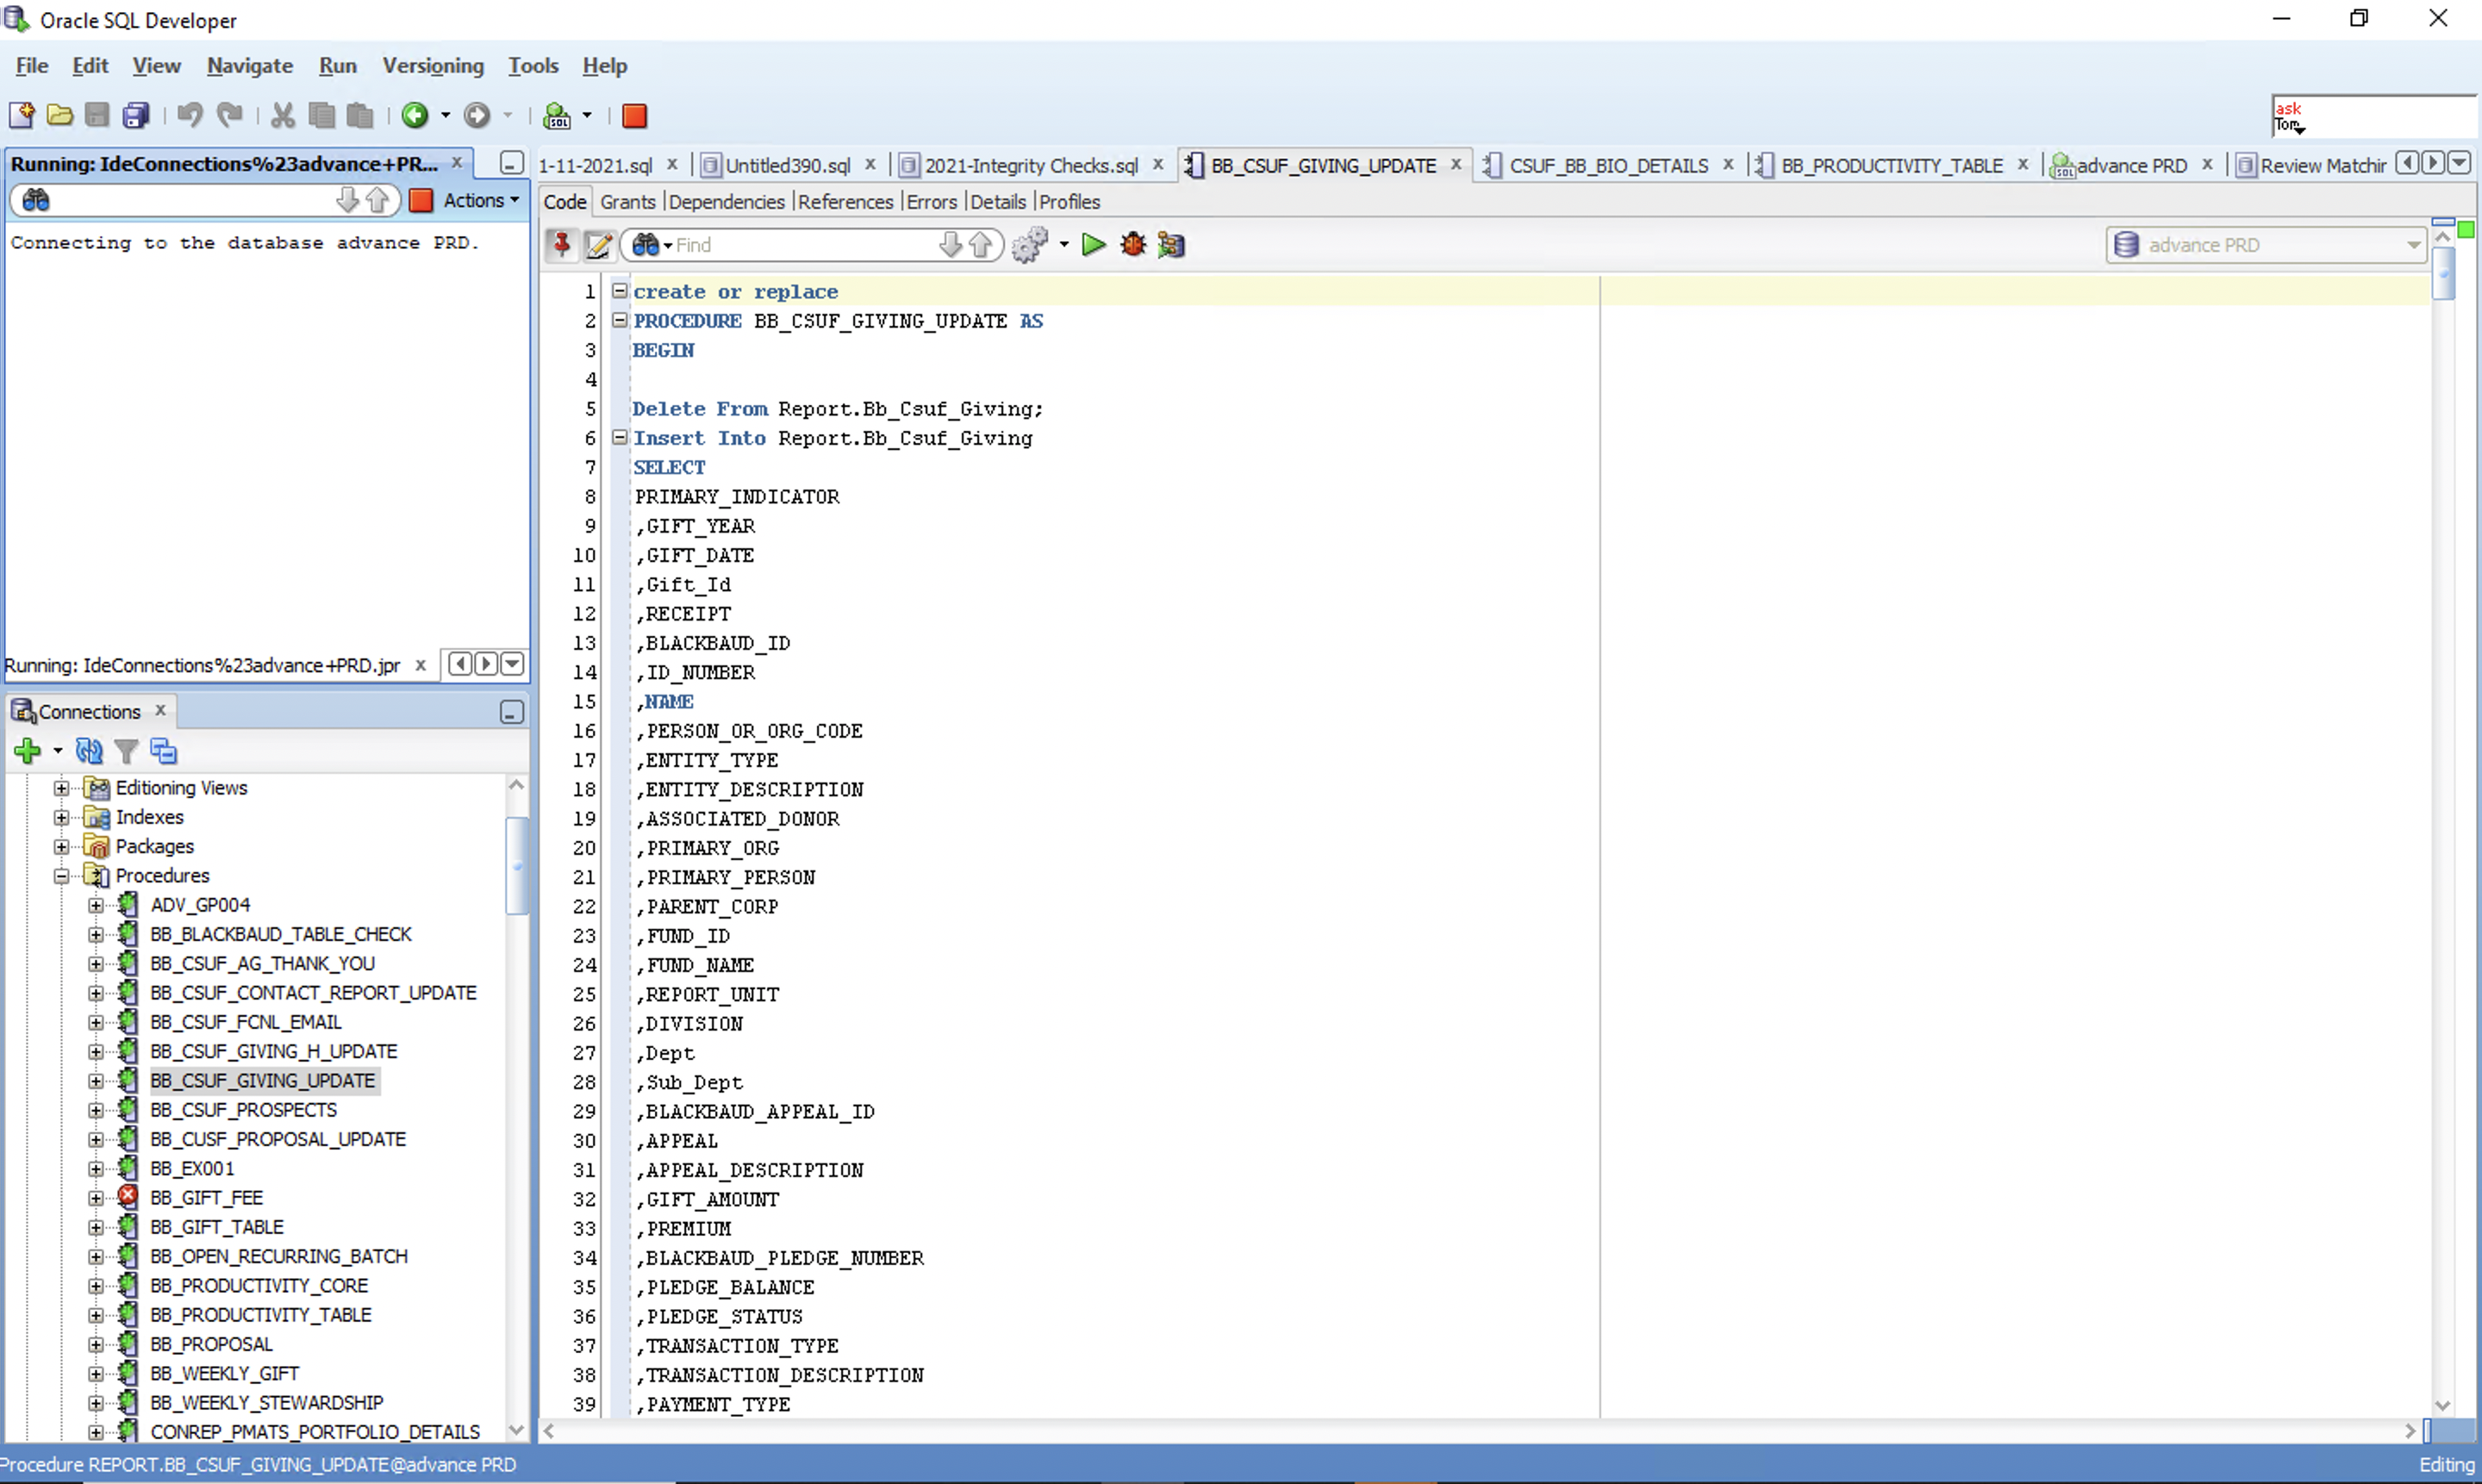 Oracle SQL Developer
File Edit View Navigate Run Versioning Tools Help
ask
Tom
Running: IdeConnections%23advance+PR...
Actions
Connecting to the database advance PRD.
Running: IdeConnections%23advance+PRD.jpr
Connections
Editioning Views
Indexes
Packages
Procedures
ADV_GP004
BB_BLACKBAUD_TABLE_CHECK
BB_CSUF_AG_THANK_YOU
BB_CSUF_CONTACT_REPORT_UPDATE
BB_CSUF_FCNL_EMAIL
BB_CSUF_GIVING_H_UPDATE
BB_CSUF_GIVING_UPDATE
BB_CSUF_PROSPECTS
BB_CUSF_PROPOSAL_UPDATE
BB_EX001
BB_GIFT_FEE
BB_GIFT_TABLE
BB_OPEN_RECURRING_BATCH
BB_PRODUCTIVITY_CORE
BB_PRODUCTIVITY_TABLE
BB_PROPOSAL
BB_WEEKLY_GIFT
BB_WEEKLY_STEWARDSHIP
CONREP_PMATS_PORTFOLIO_DETAILS
1-11-2021.sql Untitled390.sql 2021-Integrity Checks.sql BB_CSUF_GIVING_UPDATE CSUF_BB_BIO_DETAILS BB_PRODUCTIVITY_TABLE advance PRD Review Matchir
Code Grants Dependencies References Errors Details Profiles
Find
advance PRD
1 create or replace
2 PROCEDURE BB_CSUF_GIVING_UPDATE AS
3 BEGIN
4
5 Delete From Report.Bb_Csuf_Giving;
6 Insert Into Report.Bb_Csuf_Giving
7 SELECT
8 PRIMARY_INDICATOR
9 ,GIFT_YEAR
10 ,GIFT_DATE
11 ,Gift_Id
12 ,RECEIPT
13 ,BLACKBAUD_ID
14 ,ID_NUMBER
15 ,NAME
16 ,PERSON_OR_ORG_CODE
17 ,ENTITY_TYPE
18 ,ENTITY_DESCRIPTION
19 ,ASSOCIATED_DONOR
20 ,PRIMARY_ORG
21 ,PRIMARY_PERSON
22 ,PARENT_CORP
23 ,FUND_ID
24 ,FUND_NAME
25 ,REPORT_UNIT
26 ,DIVISION
27 ,Dept
28 ,Sub_Dept
29 ,BLACKBAUD_APPEAL_ID
30 ,APPEAL
31 ,APPEAL_DESCRIPTION
32 ,GIFT_AMOUNT
33 ,PREMIUM
34 ,BLACKBAUD_PLEDGE_NUMBER
35 ,PLEDGE_BALANCE
36 ,PLEDGE_STATUS
37 ,TRANSACTION_TYPE
38 ,TRANSACTION_DESCRIPTION
39 ,PAYMENT_TYPE
Procedure REPORT.BB_CSUF_GIVING_UPDATE@advance PRD
Editing